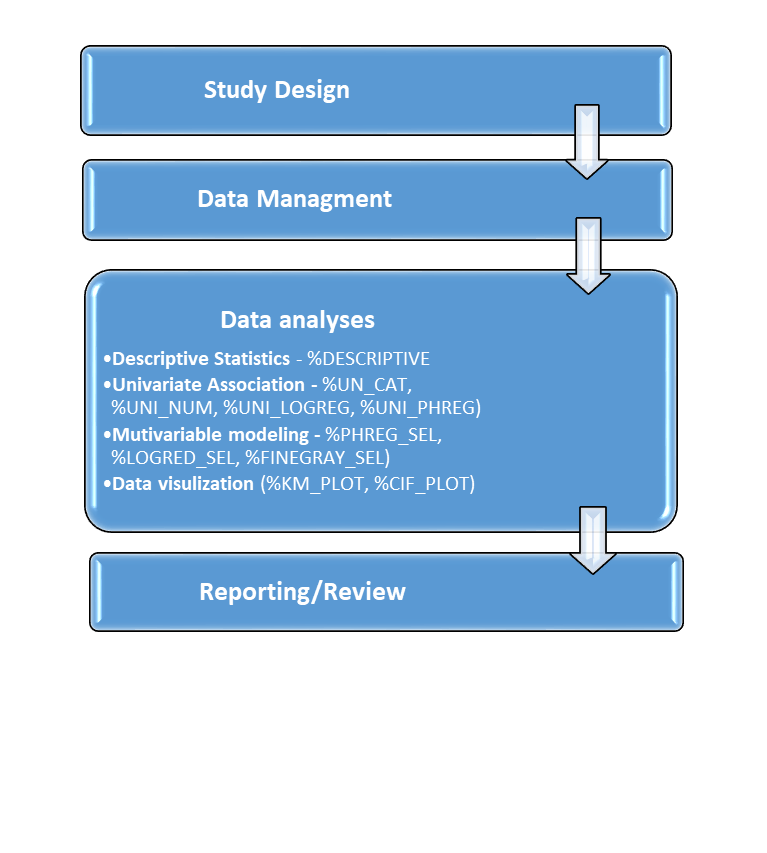 Study Design
Data Managment
Data analyses
•Descriptive Statistics - %DESCRIPTIVE
•Univariate Association - %UN_CAT,
%UNI_NUM, %UNI_LOGREG, %UNI_PHREG)
•Mutivariable modeling - %PHREG_SEL,
%LOGRED_SEL, %FINEGRAY_SEL)
•Data visulization (%KM_PLOT, %CIF_PLOT)
Reporting/Review